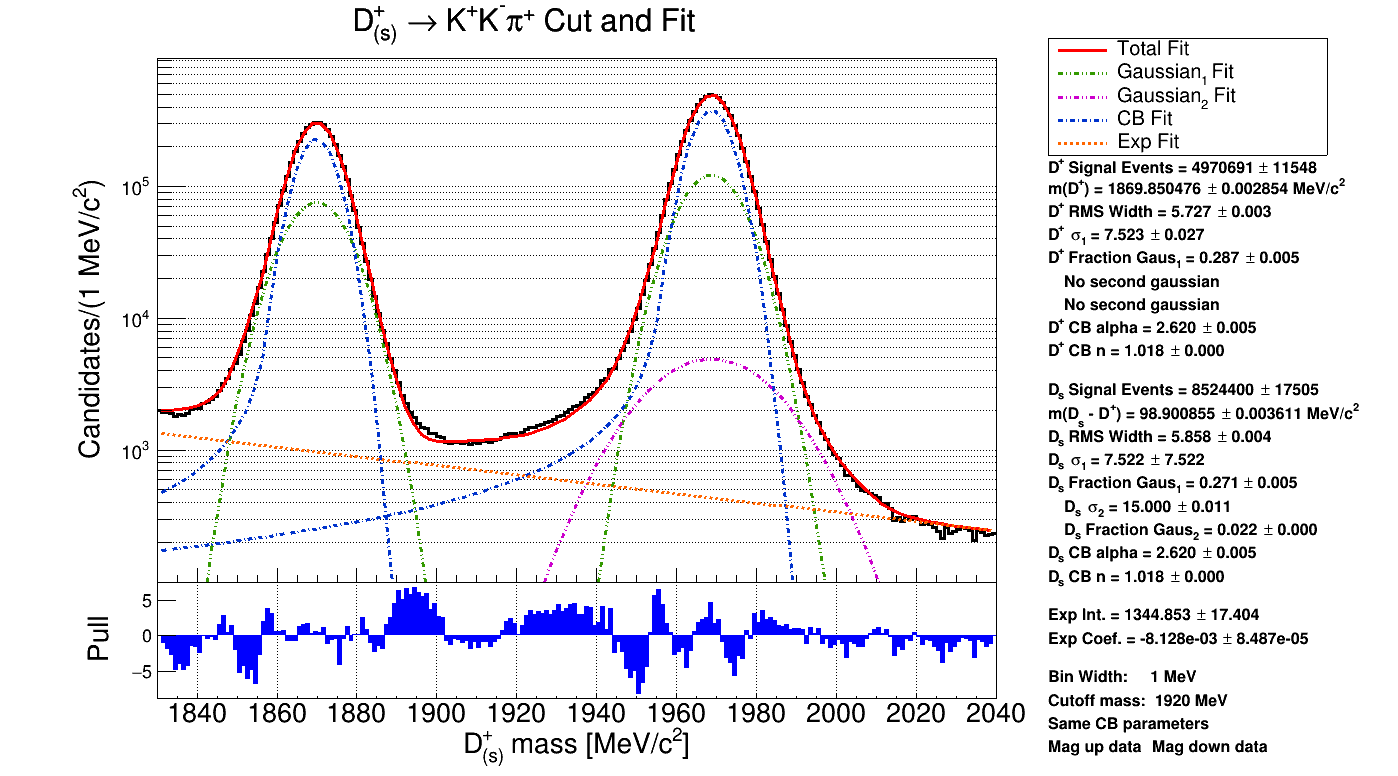 D⁺₍ₛ₎ → K⁺K⁻π⁺ Cut and Fit
Total Fit
Gaussian₁ Fit
Gaussian₂ Fit
CB Fit
Exp Fit
D⁺ Signal Events = 4970691 ± 11548
m(D⁺) = 1869.850476 ± 0.002854 MeV/c²
D⁺ RMS Width = 5.727 ± 0.003
D⁺ σ₁ = 7.523 ± 0.027
D⁺ Fraction Gaus₁ = 0.287 ± 0.005
No second gaussian
No second gaussian
D⁺ CB alpha = 2.620 ± 0.005
D⁺ CB n = 1.018 ± 0.000
Dₛ Signal Events = 8524400 ± 17505
m(Dₛ - D⁺) = 98.900855 ± 0.003611 MeV/c²
Dₛ RMS Width = 5.858 ± 0.004
Dₛ σ₁ = 7.522 ± 7.522
Dₛ Fraction Gaus₁ = 0.271 ± 0.005
Dₛ σ₂ = 15.000 ± 0.011
Dₛ Fraction Gaus₂ = 0.022 ± 0.000
Dₛ CB alpha = 2.620 ± 0.005
Dₛ CB n = 1.018 ± 0.000
Exp Int. = 1344.853 ± 17.404
Exp Coef. = -8.128e-03 ± 8.487e-05
Bin Width: 1 MeV
Cutoff mass: 1920 MeV
Same CB parameters
Mag up data Mag down data
Candidates/(1 MeV/c²)
10⁵
10⁴
10³
Pull
5
0
−5
1840 1860 1880 1900 1920 1940 1960 1980 2000 2020 2040
D⁺₍ₛ₎ mass [MeV/c²]